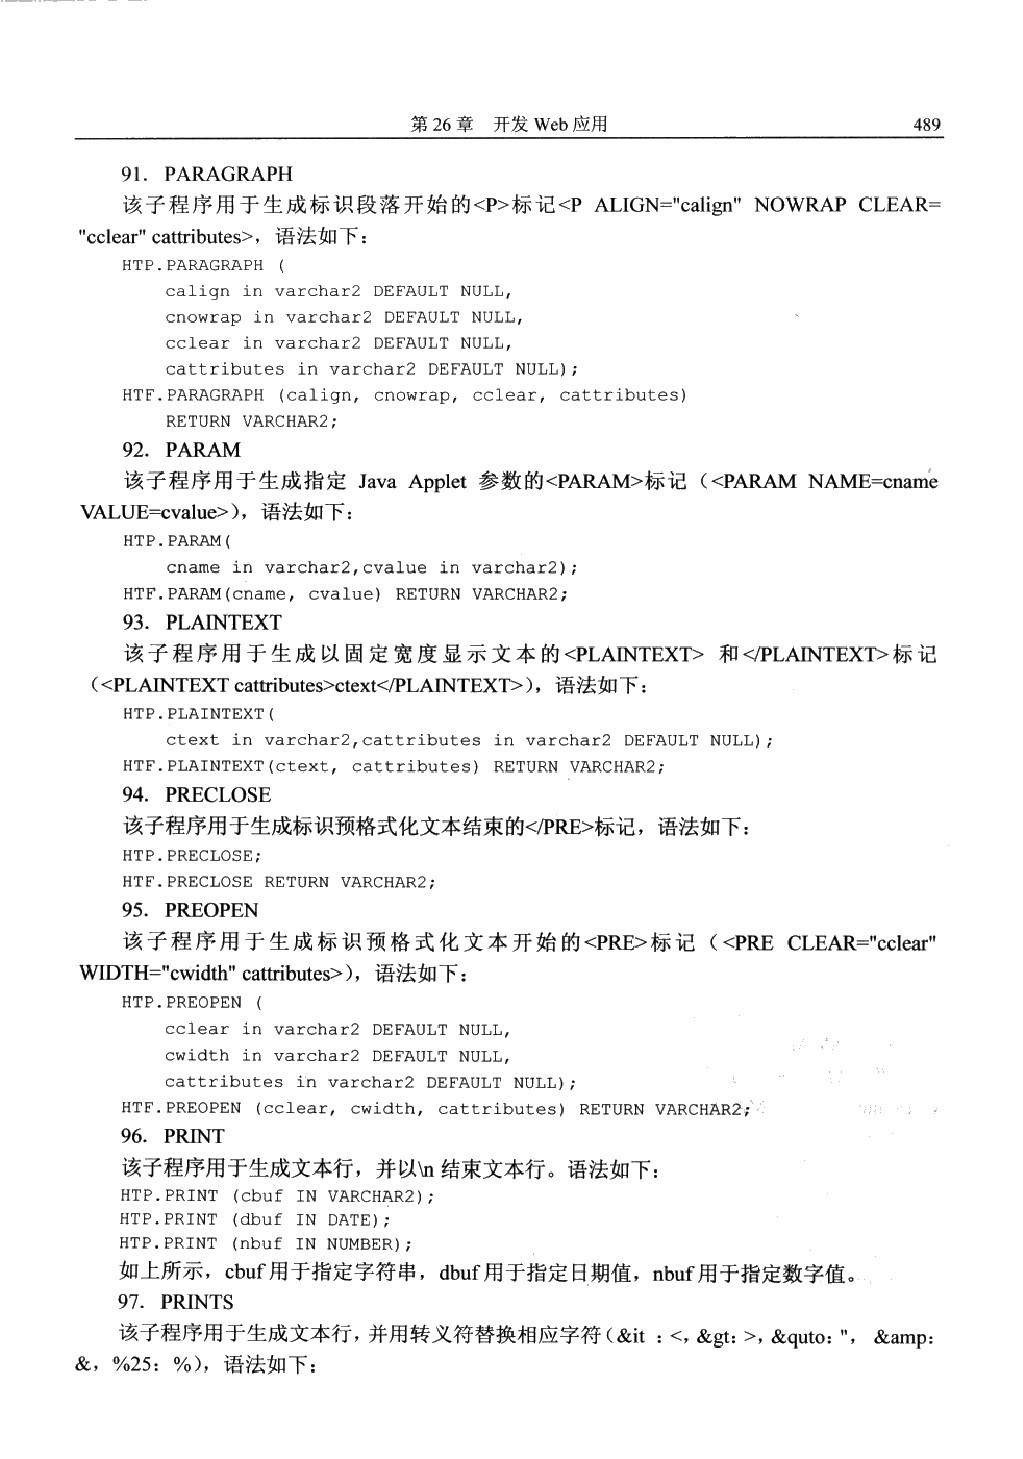 第 26 章　开发 Web 应用　489
91．PARAGRAPH
该子程序用于生成标识段落开始的<P>标记<P ALIGN="calign" NOWRAP CLEAR=
"cclear" cattributes>，语法如下：
HTP.PARAGRAPH (
calign in varchar2 DEFAULT NULL,
cnowrap in varchar2 DEFAULT NULL,
cclear in varchar2 DEFAULT NULL,
cattributes in varchar2 DEFAULT NULL);
HTF.PARAGRAPH (calign, cnowrap, cclear, cattributes)
RETURN VARCHAR2;
92．PARAM
该子程序用于生成指定 Java Applet 参数的<PARAM>标记（<PARAM NAME=cname
VALUE=cvalue>），语法如下：
HTP.PARAM(
cname in varchar2,cvalue in varchar2);
HTF.PARAM(cname, cvalue) RETURN VARCHAR2;
93．PLAINTEXT
该子程序用于生成以固定宽度显示文本的<PLAINTEXT> 和</PLAINTEXT>标记
（<PLAINTEXT cattributes>ctext</PLAINTEXT>），语法如下：
HTP.PLAINTEXT(
ctext in varchar2,cattributes in varchar2 DEFAULT NULL);
HTF.PLAINTEXT(ctext, cattributes) RETURN VARCHAR2;
94．PRECLOSE
该子程序用于生成标识预格式化文本结束的</PRE>标记，语法如下：
HTP.PRECLOSE;
HTF.PRECLOSE RETURN VARCHAR2;
95．PREOPEN
该子程序用于生成标识预格式化文本开始的<PRE>标记（<PRE CLEAR="cclear"
WIDTH="cwidth" cattributes>），语法如下：
HTP.PREOPEN (
cclear in varchar2 DEFAULT NULL,
cwidth in varchar2 DEFAULT NULL,
cattributes in varchar2 DEFAULT NULL);
HTF.PREOPEN (cclear, cwidth, cattributes) RETURN VARCHAR2;
96．PRINT
该子程序用于生成文本行，并以\n 结束文本行。语法如下：
HTP.PRINT (cbuf IN VARCHAR2);
HTP.PRINT (dbuf IN DATE);
HTP.PRINT (nbuf IN NUMBER);
如上所示，cbuf 用于指定字符串，dbuf 用于指定日期值，nbuf 用于指定数字值。
97．PRINTS
该子程序用于生成文本行，并用转义符替换相应字符（&it ：<，&gt：>，&quto："， &amp：
&，%25：%），语法如下：